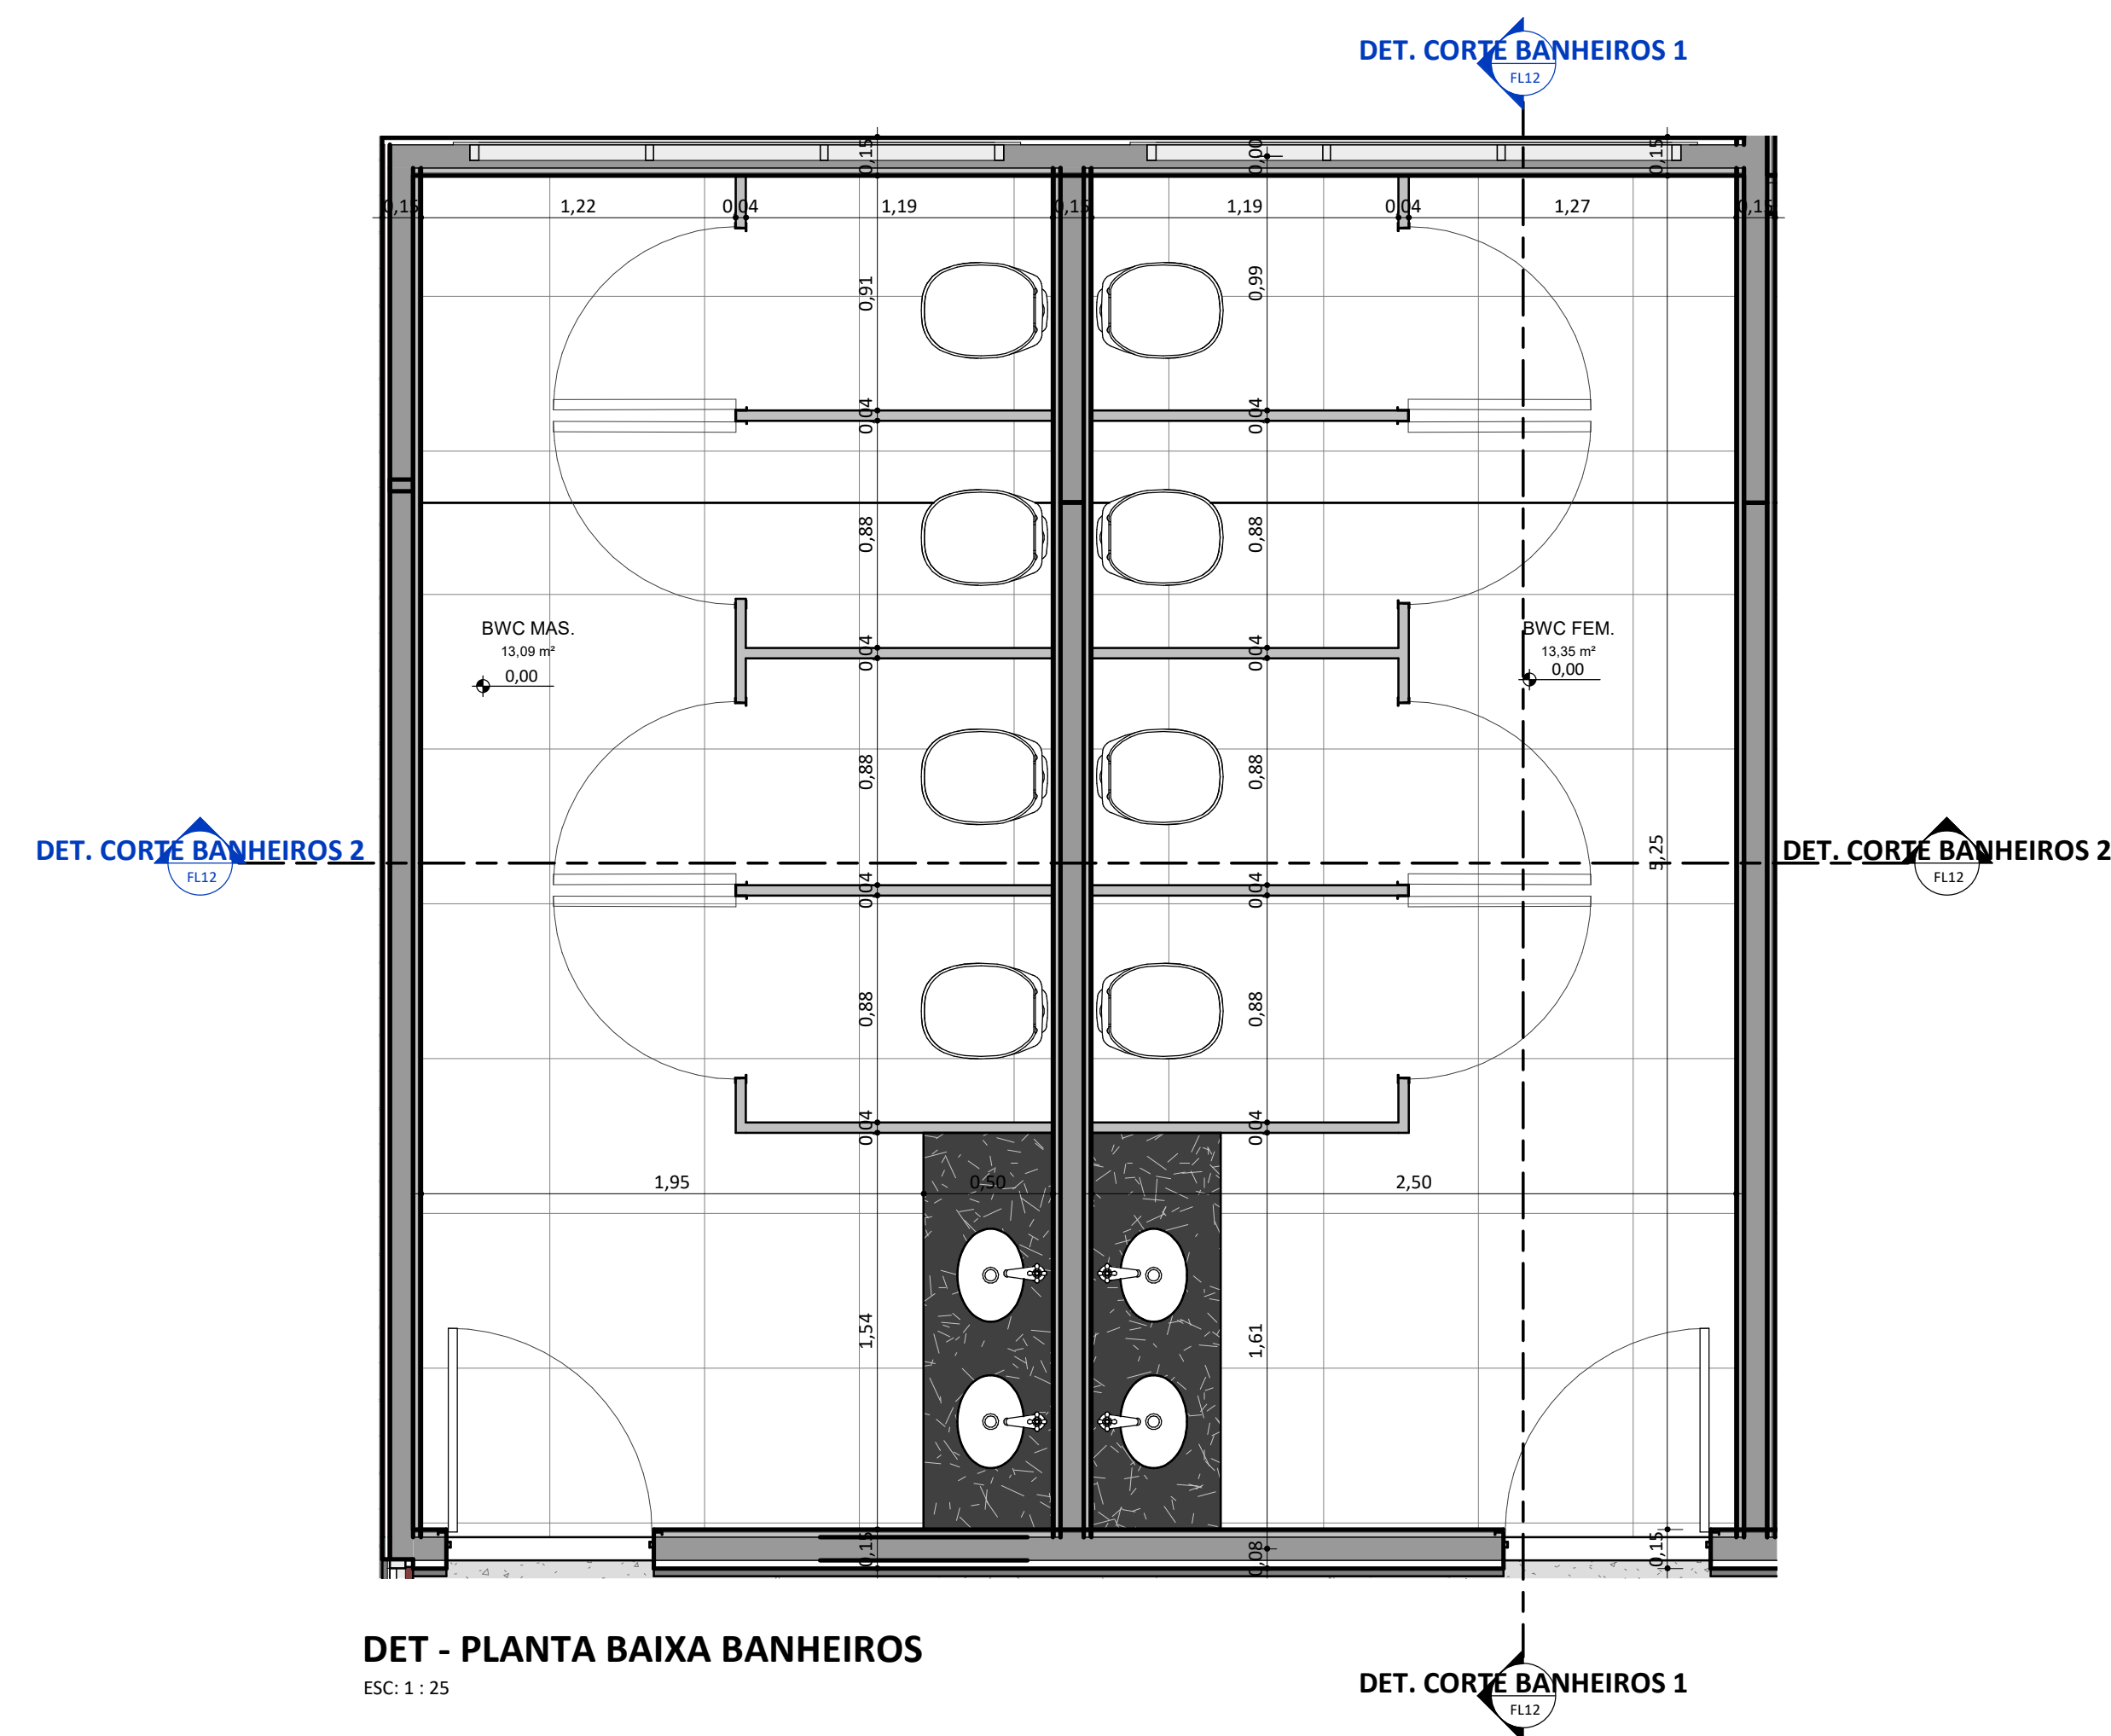 DET. CORTE BANHEIROS 1
FL12
0,15
0,00
0,15
0,15
1,22
0,04
1,19
0,15
1,19
0,04
1,27
0,15
0,91
0,99
0,04
0,04
0,88
0,88
BWC MAS.
13,09 m²
0,00
BWC FEM.
13,35 m²
0,00
0,04
0,04
0,88
0,88
5,25
DET. CORTE BANHEIROS 2
FL12
DET. CORTE BANHEIROS 2
FL12
0,04
0,04
0,88
0,88
0,04
0,04
1,95
0,50
2,50
1,54
1,61
0,15
0,08
0,15
DET - PLANTA BAIXA BANHEIROS
ESC: 1 : 25
DET. CORTE BANHEIROS 1
FL12